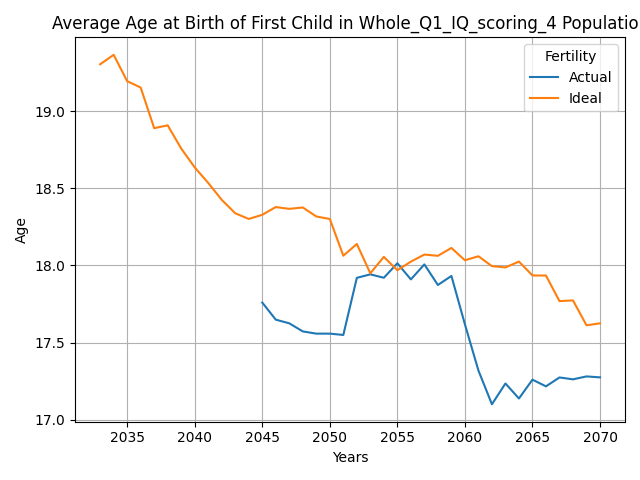 Average Age at Birth of First Child in Whole_Q1_IQ_scoring_4 Populatio
Fertility
Actual
Ideal
19.0
18.5
18.0
17.5
17.0
Age
2035 2040 2045 2050 2055 2060 2065 2070
Years